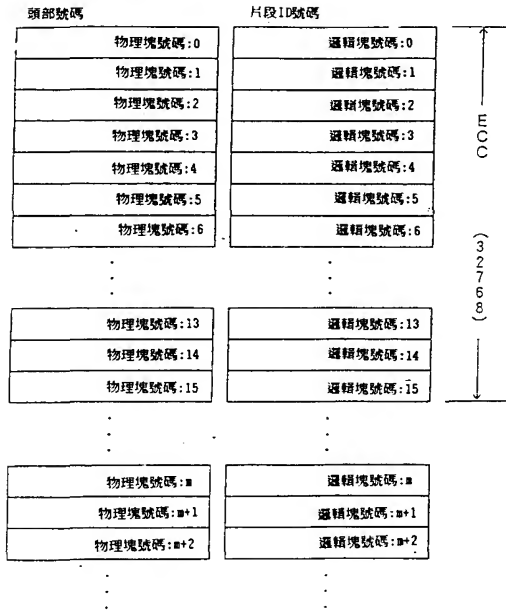 頭部號碼 片段ID號碼
物理塊號碼:0 邏輯塊號碼:0
物理塊號碼:1 邏輯塊號碼:1
物理塊號碼:2 邏輯塊號碼:2
物理塊號碼:3 邏輯塊號碼:3
物理塊號碼:4 邏輯塊號碼:4
物理塊號碼:5 邏輯塊號碼:5
物理塊號碼:6 邏輯塊號碼:6
物理塊號碼:13 邏輯塊號碼:13
物理塊號碼:14 邏輯塊號碼:14
物理塊號碼:15 邏輯塊號碼:15
物理塊號碼:m 邏輯塊號碼:m
物理塊號碼:m+1 邏輯塊號碼:m+1
物理塊號碼:m+2 邏輯塊號碼:m+2
ECC
(32768)